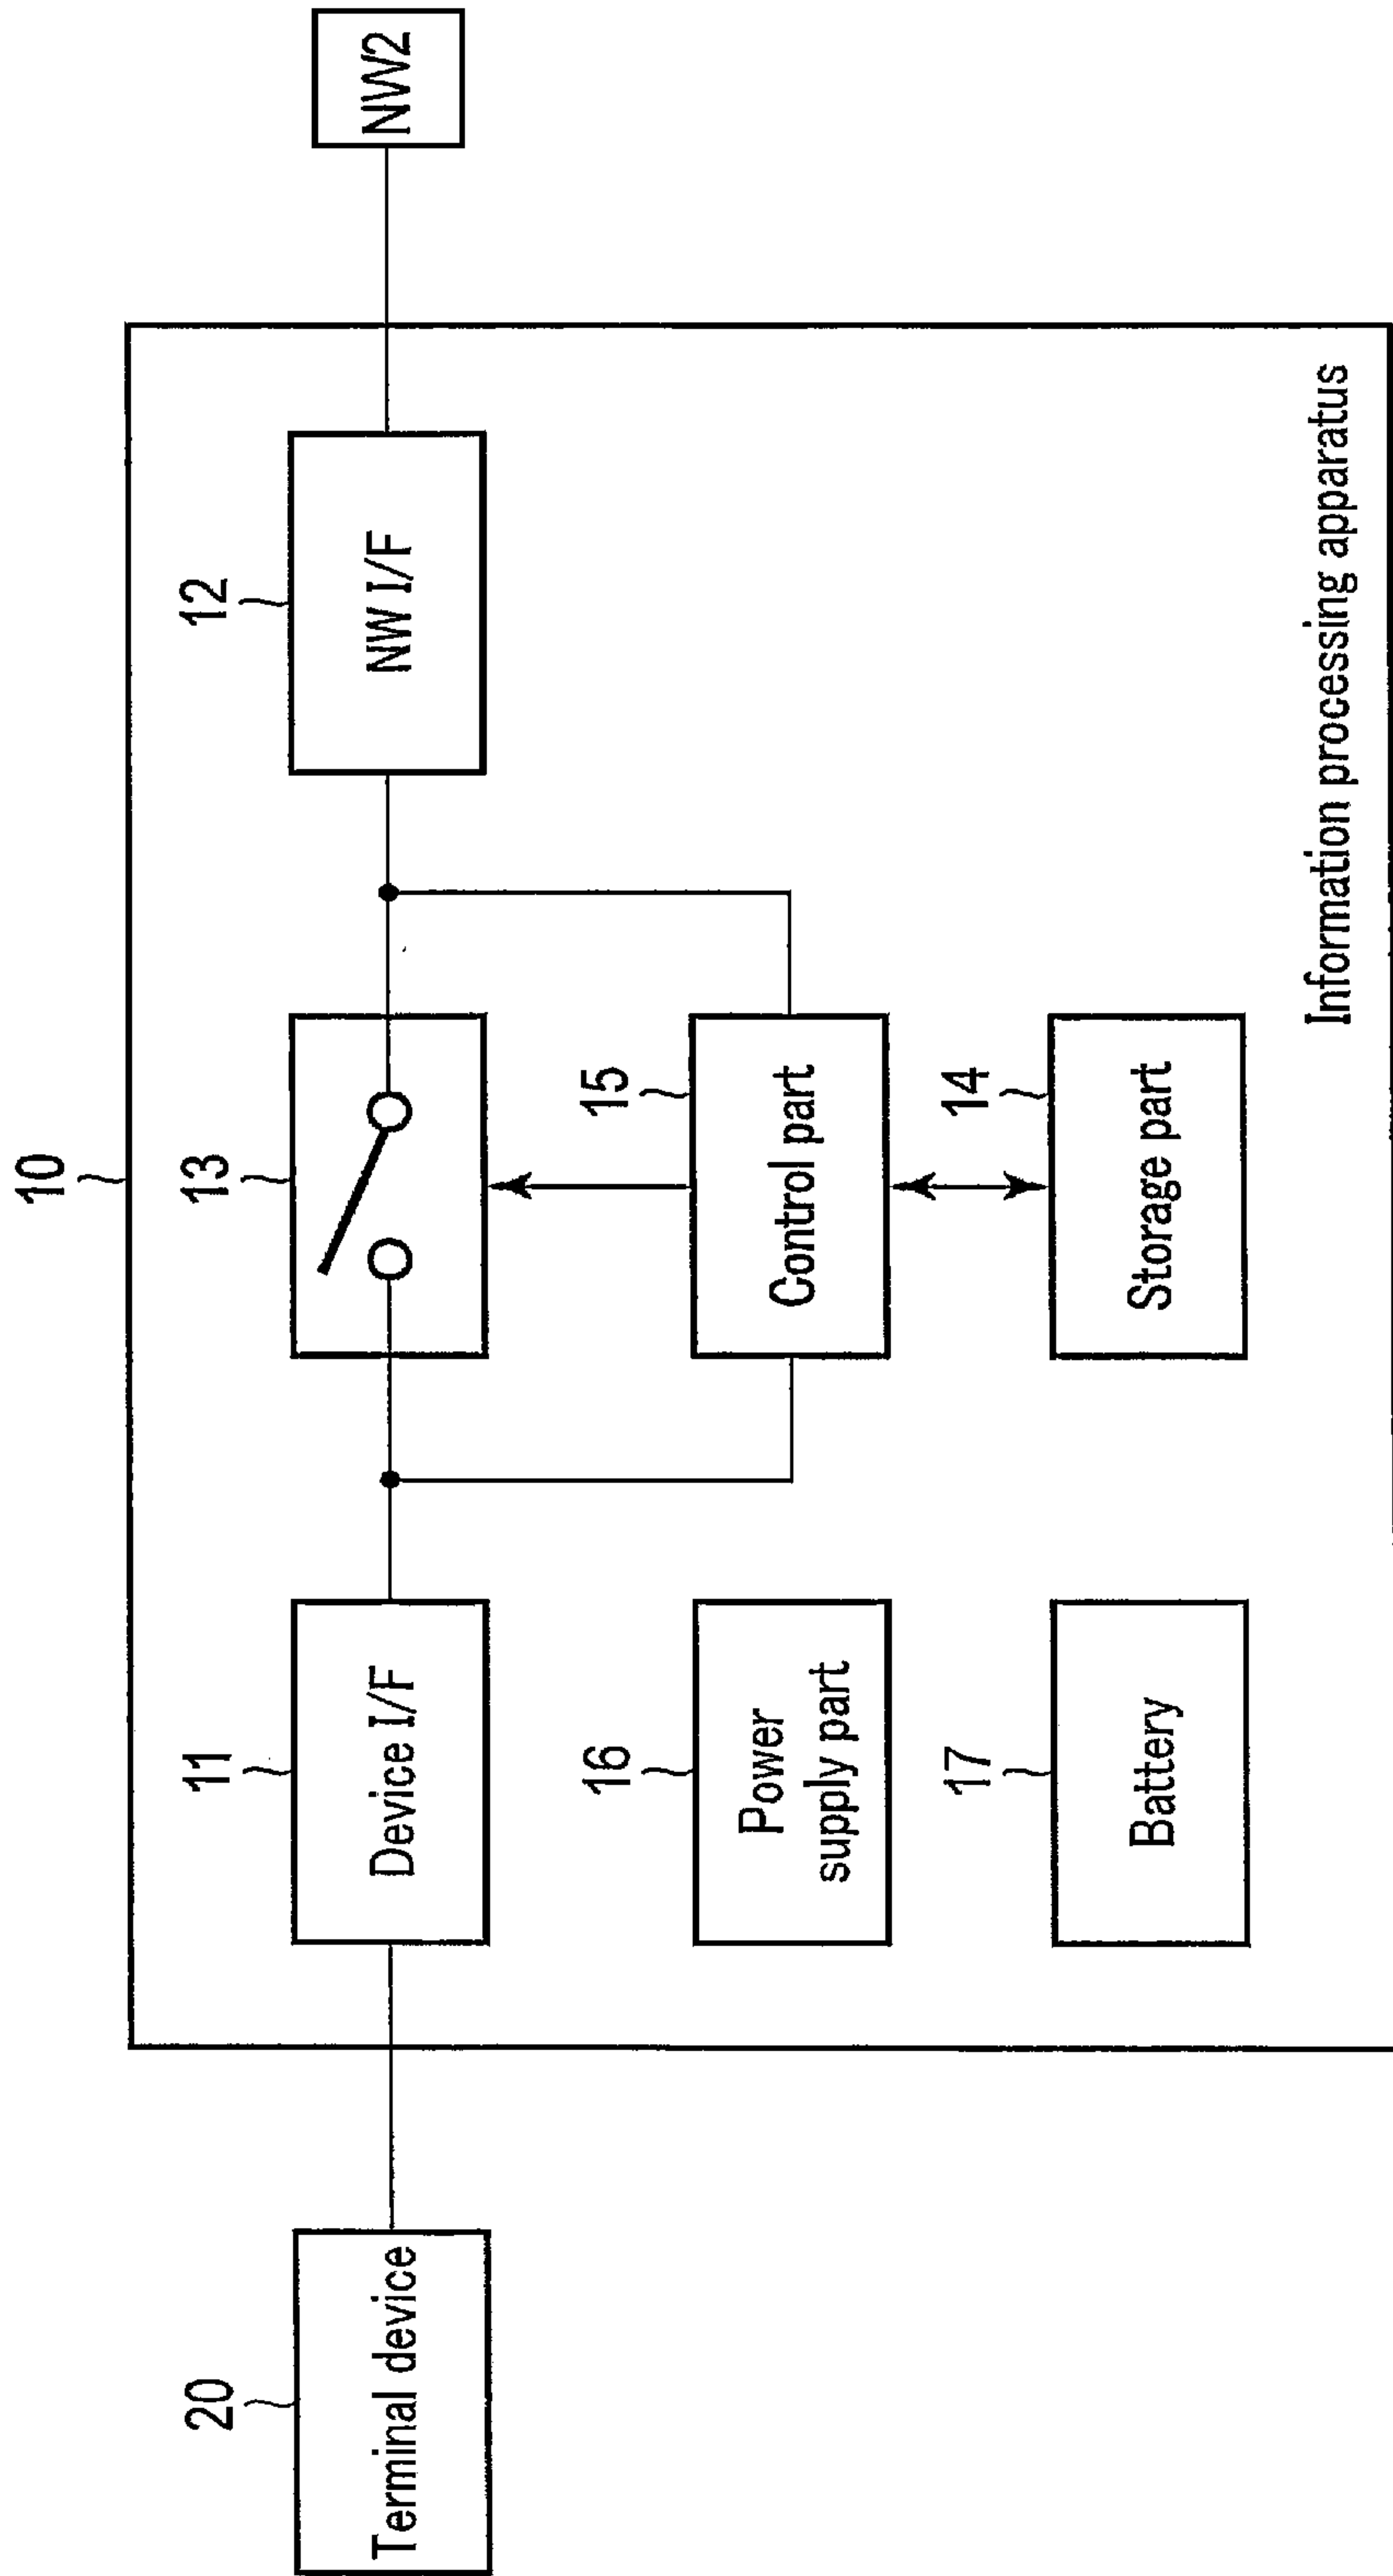 10
20
Terminal device
11
Device I/F
13
12
NW I/F
NW2
16
Power
supply part
15
Control part
17
Battery
14
Storage part
Information processing apparatus